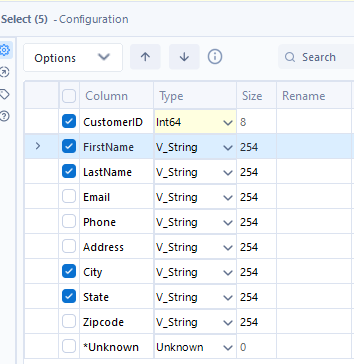 Select (5) - Configuration
Options Search
Column Type Size Rename
CustomerID Int64 8
FirstName V_String 254
LastName V_String 254
Email V_String 254
Phone V_String 254
Address V_String 254
City V_String 254
State V_String 254
Zipcode V_String 254
*Unknown Unknown 0